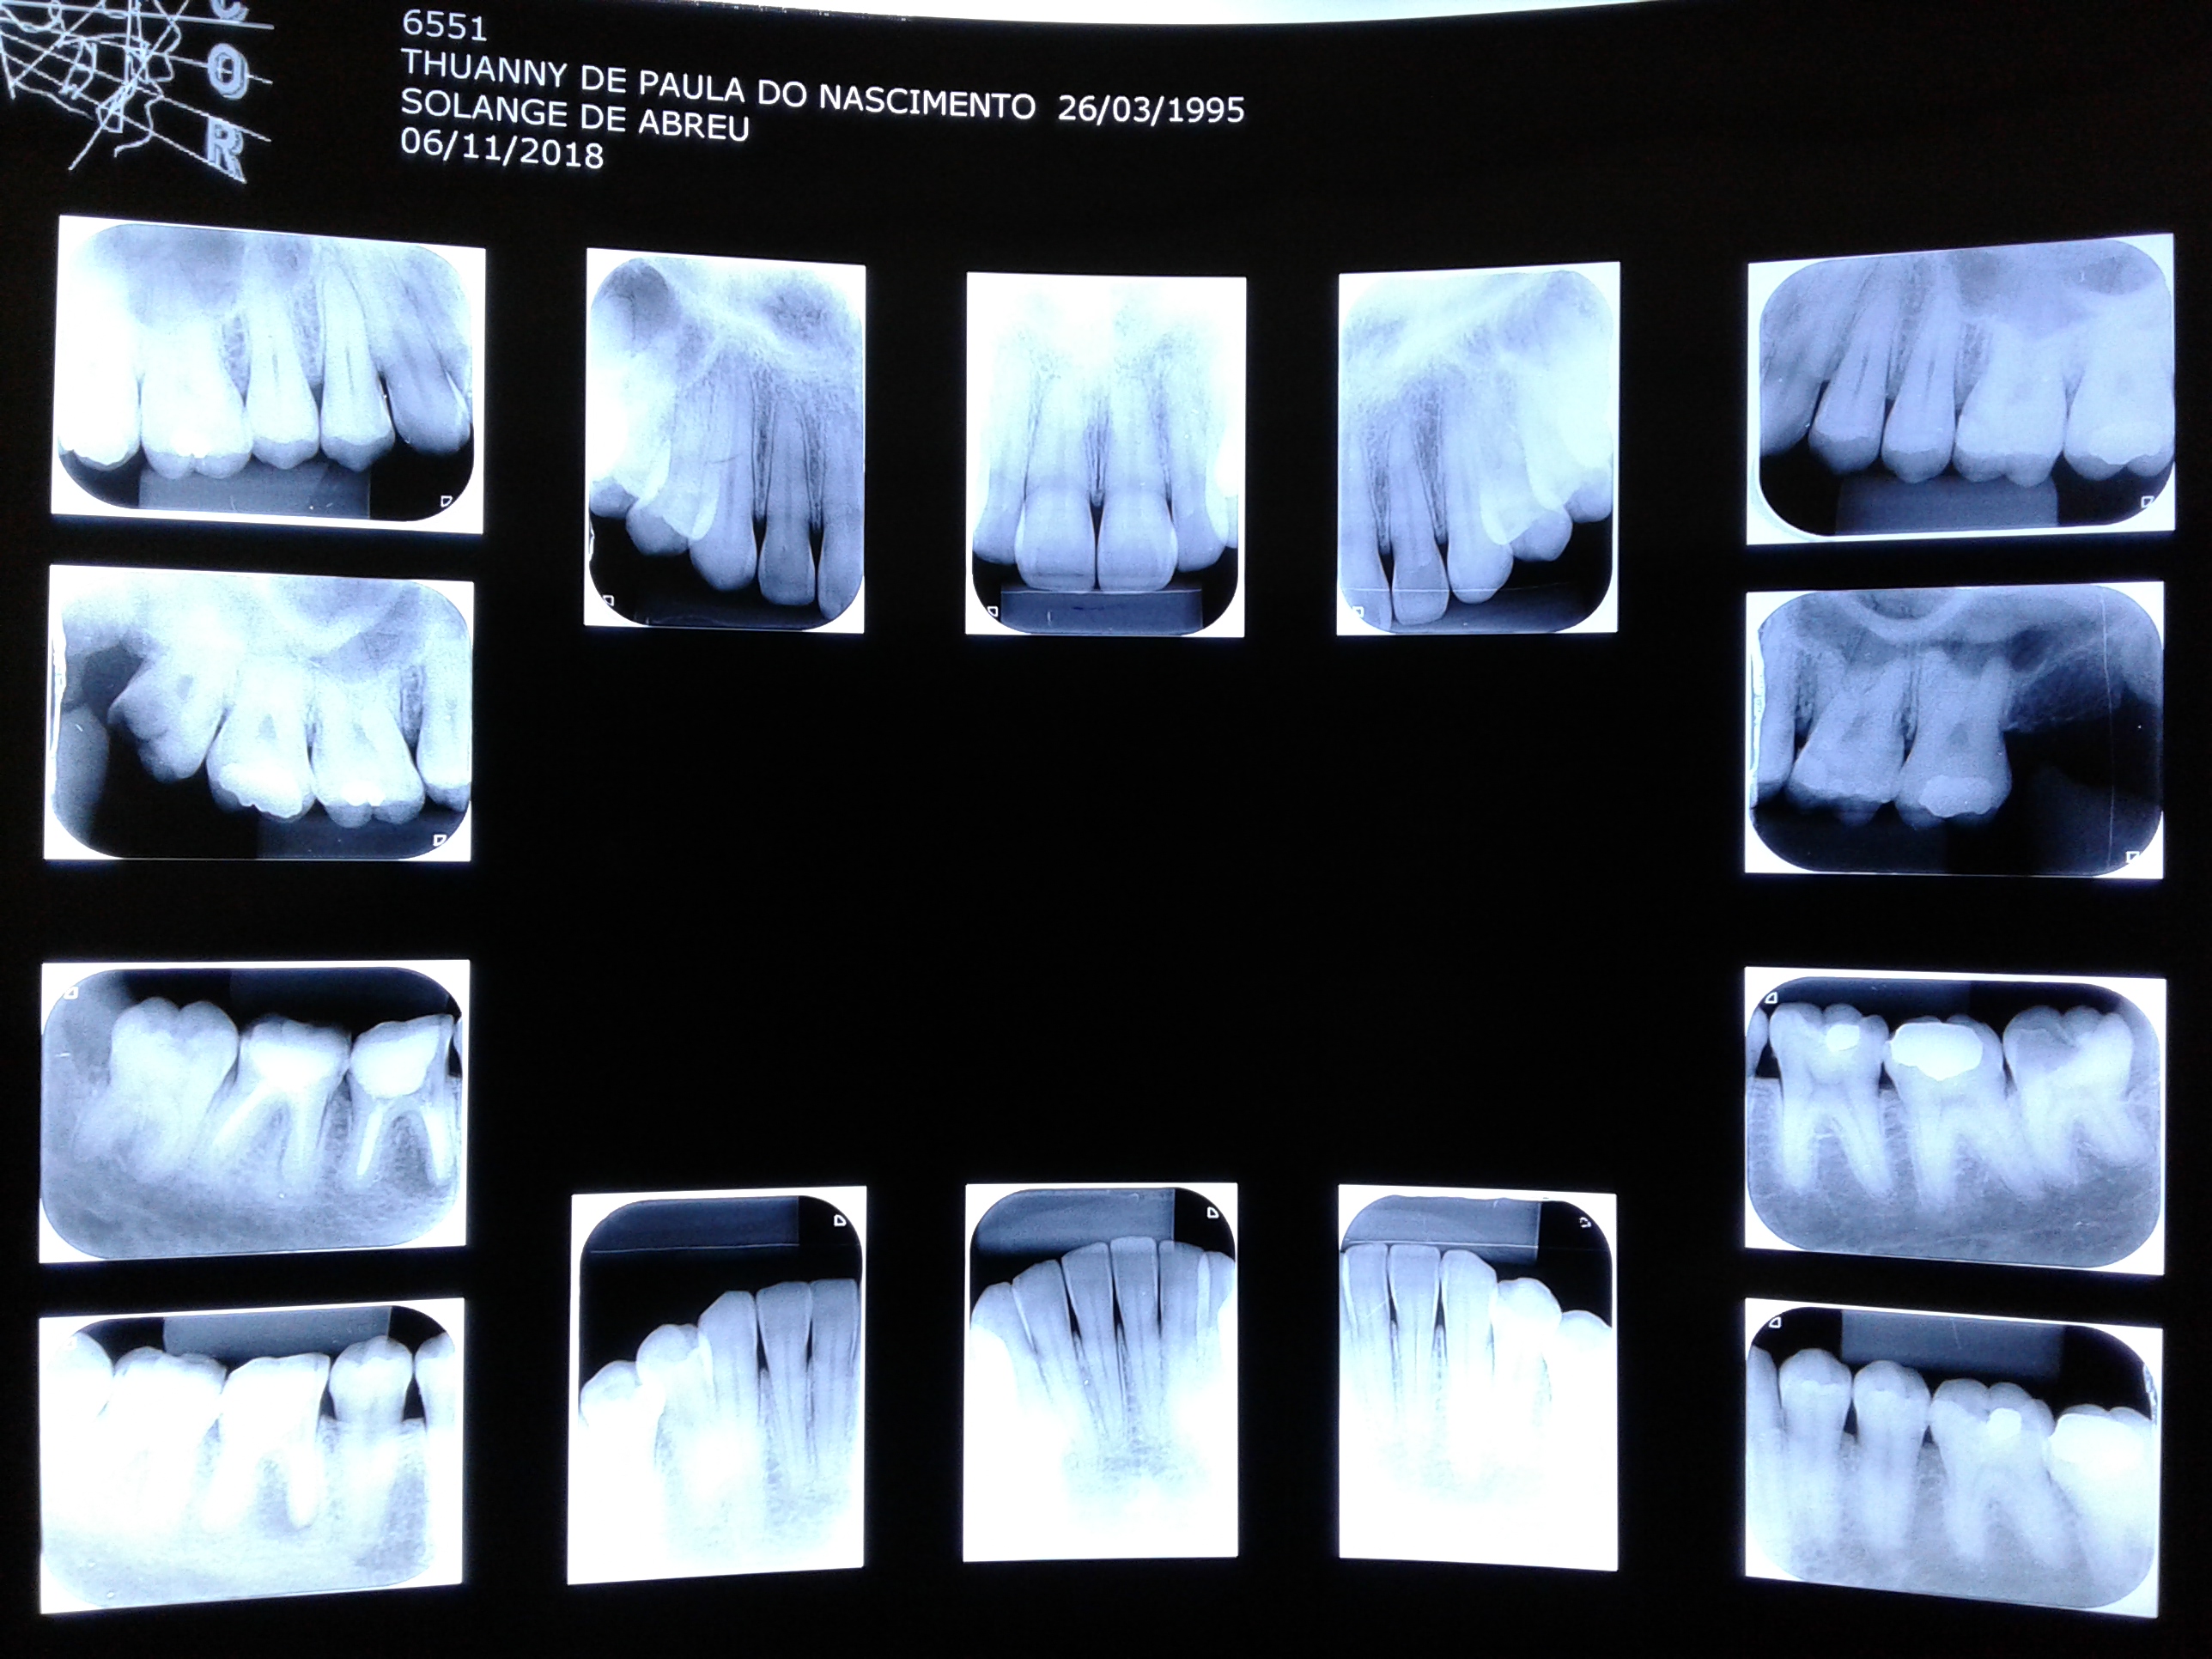 6551
THUANNY DE PAULA DO NASCIMENTO 26/03/1995
SOLANGE DE ABREU
06/11/2018